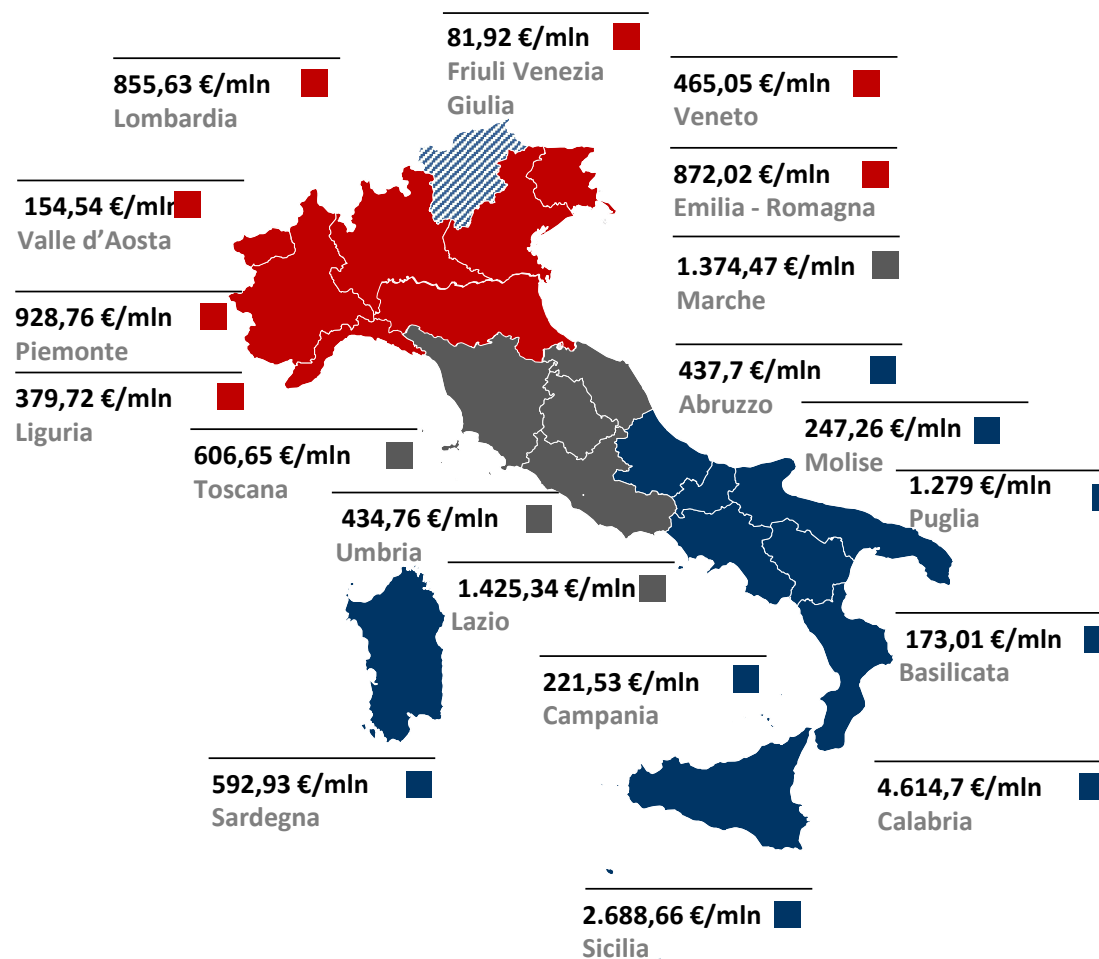 81,92 €/mln
Friuli Venezia
Giulia
855,63 €/mln
Lombardia
465,05 €/mln
Veneto
872,02 €/mln
Emilia - Romagna
154,54 €/mln
Valle d’Aosta
1.374,47 €/mln
Marche
928,76 €/mln
Piemonte
437,7 €/mln
Abruzzo
379,72 €/mln
Liguria
247,26 €/mln
Molise
606,65 €/mln
Toscana
1.279 €/mln
Puglia
434,76 €/mln
Umbria
1.425,34 €/mln
Lazio
173,01 €/mln
Basilicata
221,53 €/mln
Campania
592,93 €/mln
Sardegna
4.614,7 €/mln
Calabria
2.688,66 €/mln
Sicilia